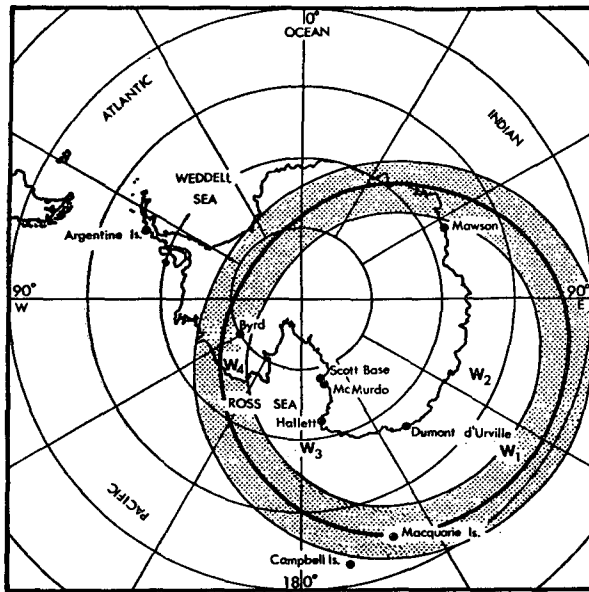 0°
OCEAN
ATLANTIC
INDIAN
WEDDELL
SEA
Argentine Is.
Mawson
90°
W
90°
E
Byrd
W4
Scott Base
McMurdo
W2
ROSS SEA
Hallett
W3
Dumont d'Urville
W1
PACIFIC
Macquarie Is.
Campbell Is.
180°